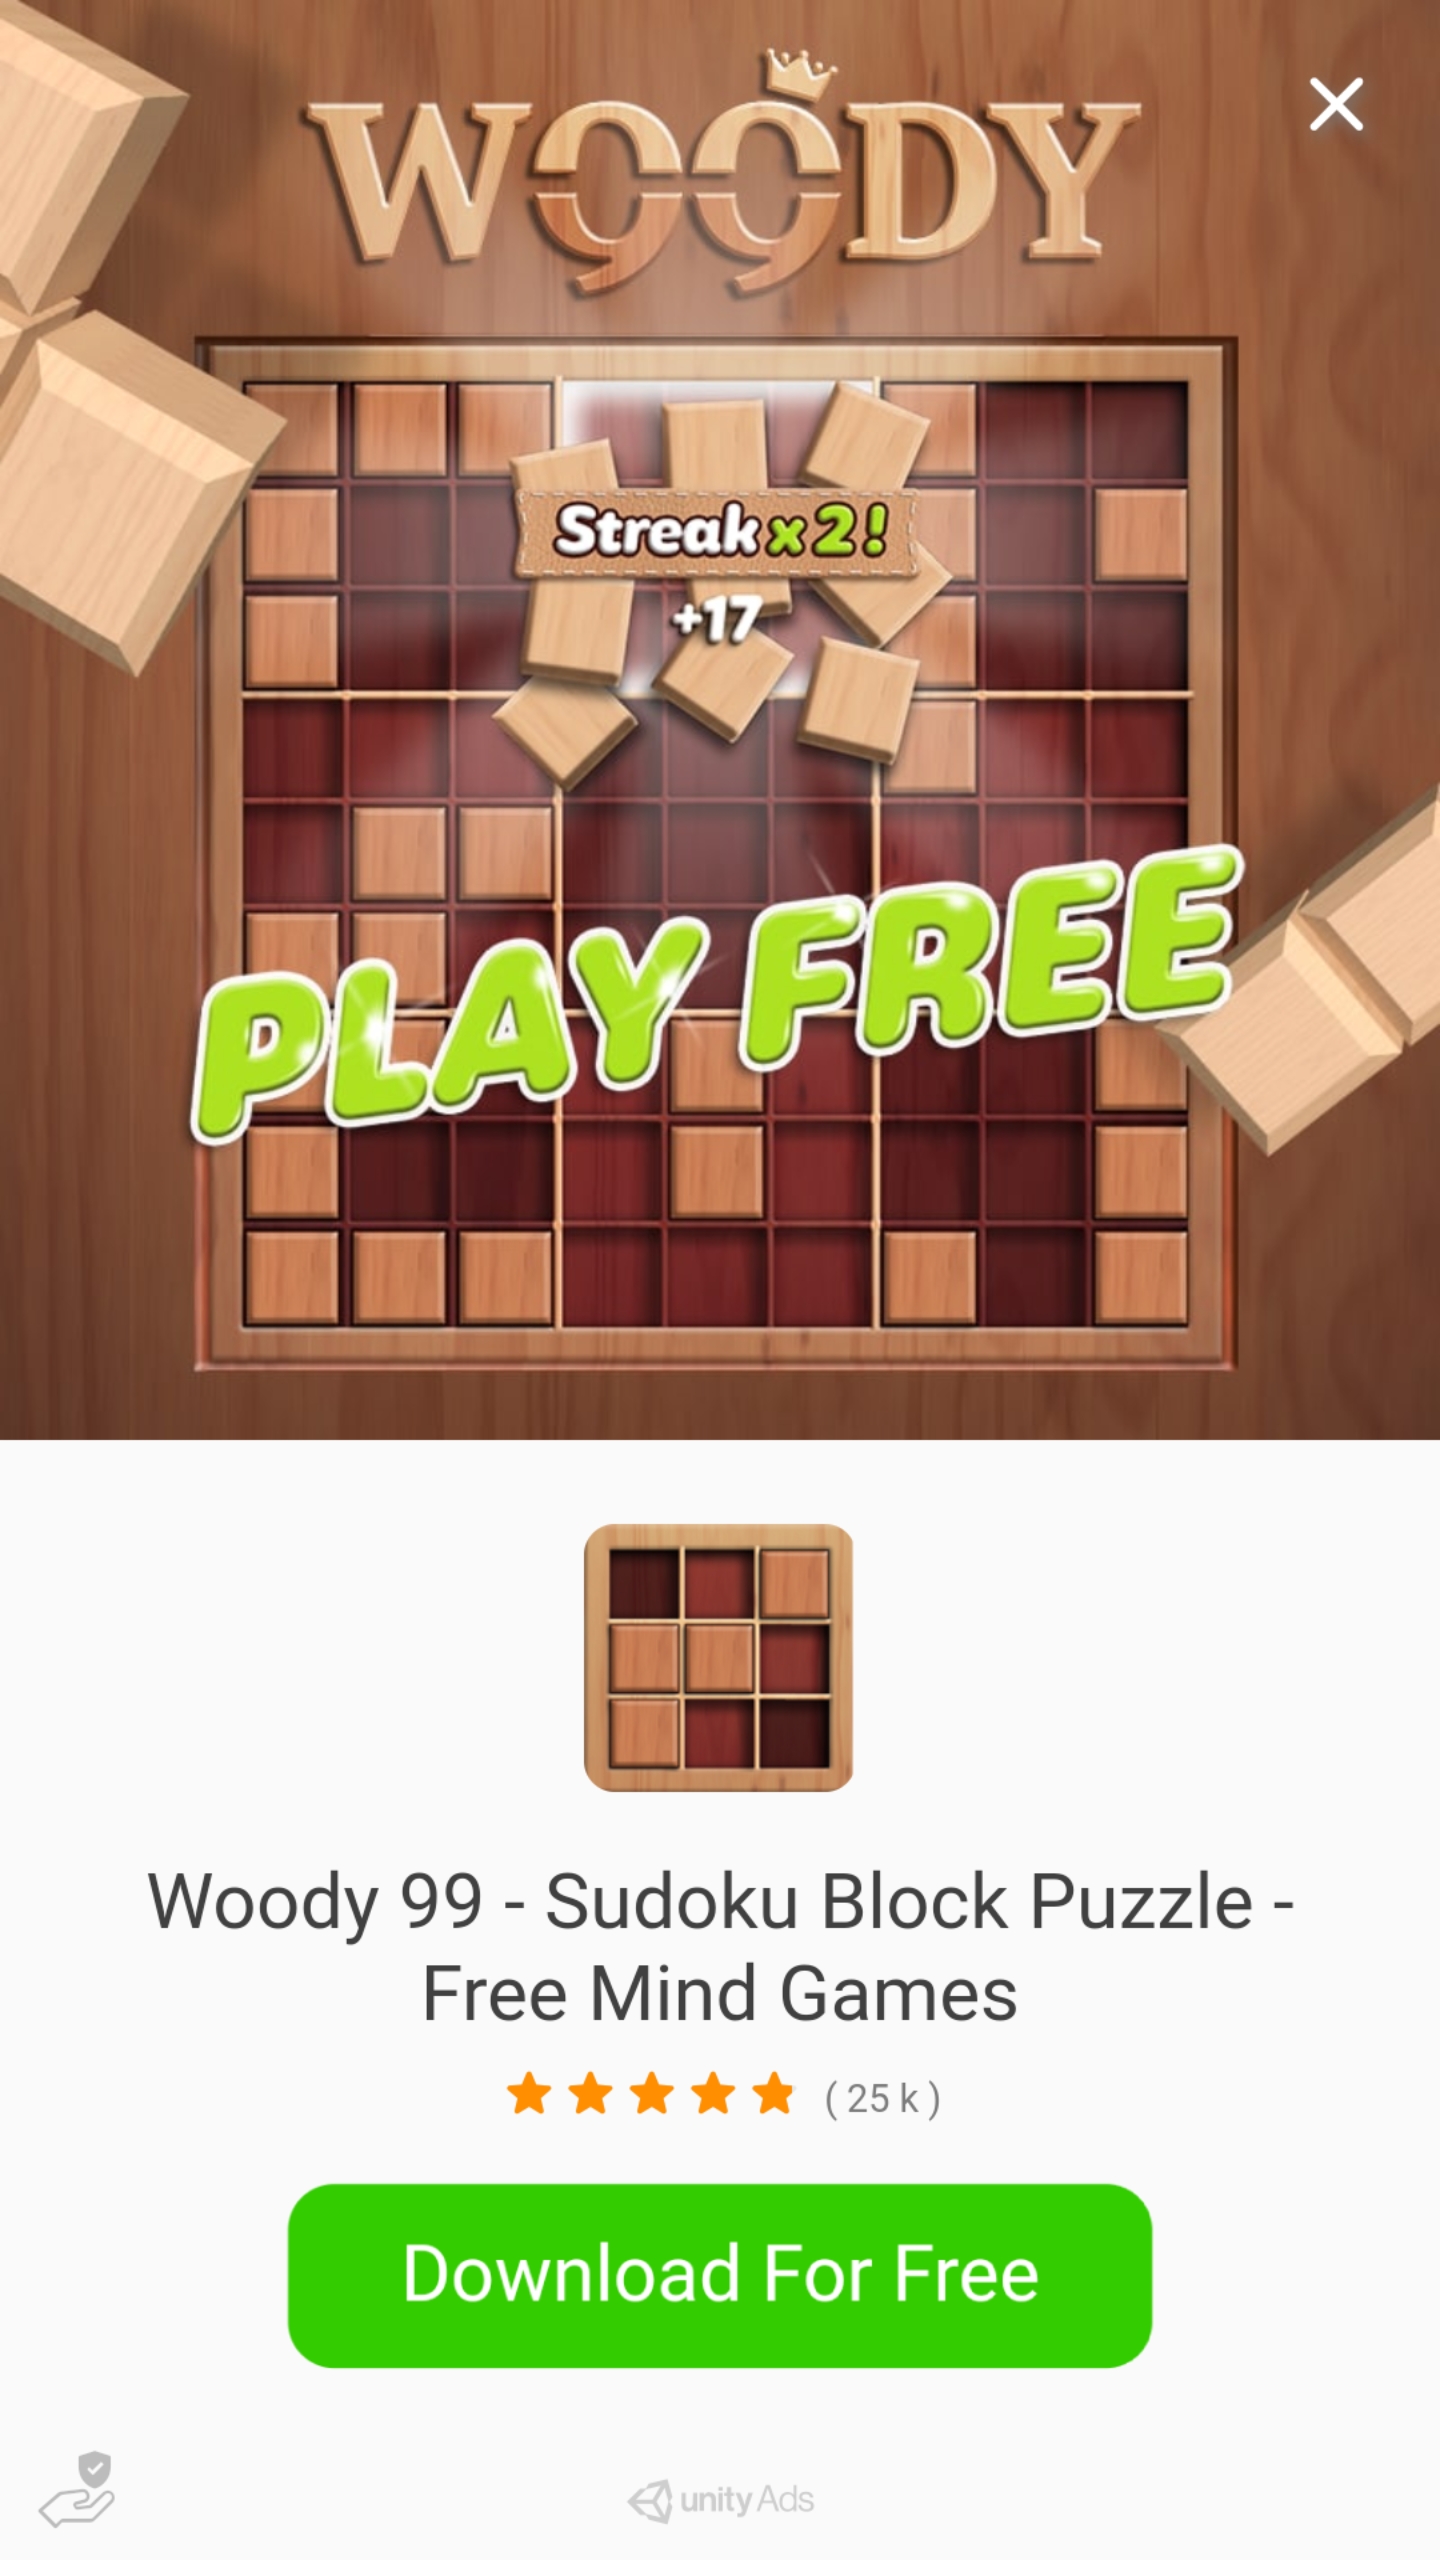 WOODY
Streak x2!
+17
PLAY FREE
Woody 99 - Sudoku Block Puzzle -
Free Mind Games
( 25 k )
Download For Free
unity Ads